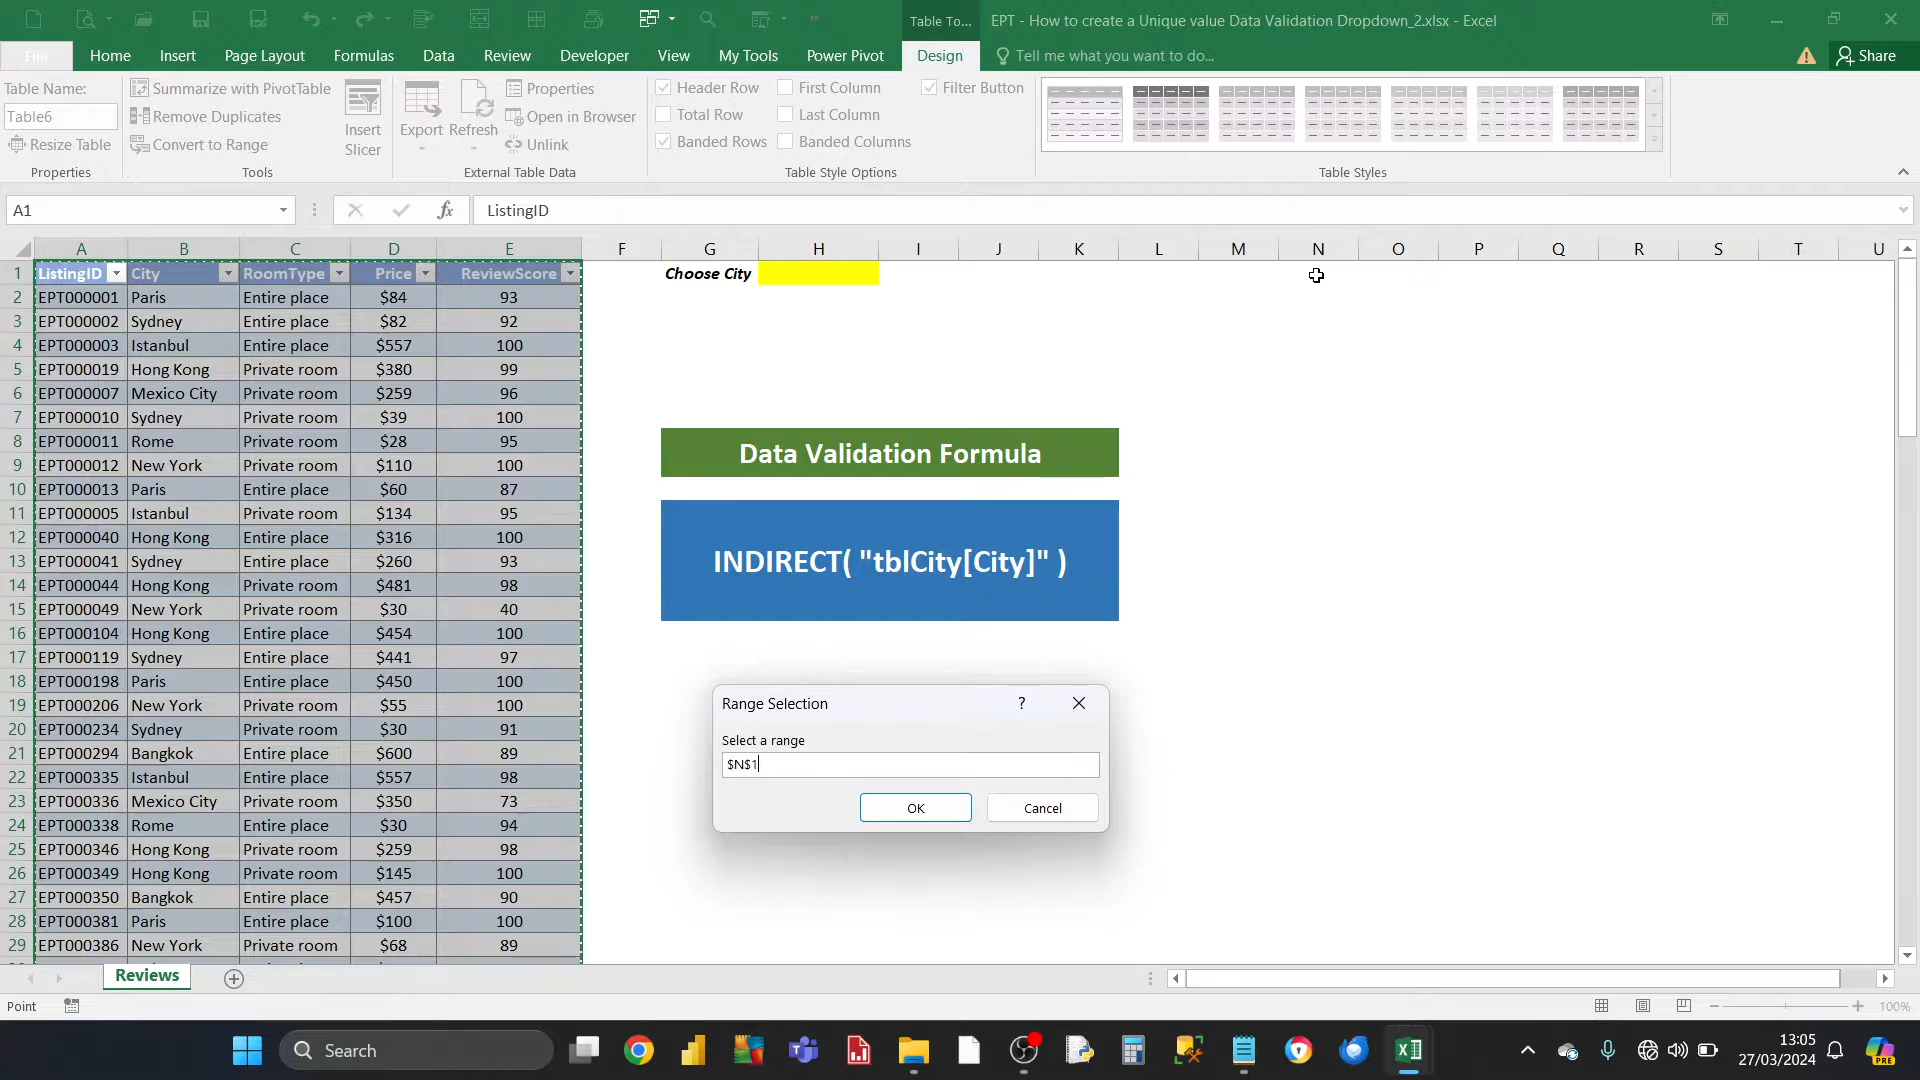 Table To...
EPT - How to create a Unique value Data Validation Dropdown_2.xlsx - Excel
File
Home
Insert
Page Layout
Formulas
Data
Review
Developer
View
My Tools
Power Pivot
Design
Tell me what you want to do...
Share
Table Name:
Table6
Resize Table
Properties
Summarize with PivotTable
Remove Duplicates
Convert to Range
Tools
Insert
Slicer
Export
Refresh
Properties
Open in Browser
Unlink
External Table Data
Header Row
Total Row
Banded Rows
First Column
Last Column
Banded Columns
Filter Button
Table Style Options
Table Styles
A1
fx
ListingID
A B C D E F G H I J K L M N O P Q R S T U
1 ListingID City RoomType Price ReviewScore Choose City
2 EPT000001 Paris Entire place $84 93
3 EPT000002 Sydney Entire place $82 92
4 EPT000003 Istanbul Entire place $557 100
5 EPT000019 Hong Kong Private room $380 99
6 EPT000007 Mexico City Private room $259 96
7 EPT000010 Sydney Private room $39 100
8 EPT000011 Rome Private room $28 95
9 EPT000012 New York Private room $110 100
10 EPT000013 Paris Entire place $60 87
11 EPT000005 Istanbul Private room $134 95
12 EPT000040 Hong Kong Entire place $316 100
13 EPT000041 Sydney Entire place $260 93
14 EPT000044 Hong Kong Private room $481 98
15 EPT000049 New York Private room $30 40
16 EPT000104 Hong Kong Entire place $454 100
17 EPT000119 Sydney Entire place $441 97
18 EPT000198 Paris Entire place $450 100
19 EPT000206 New York Private room $55 100
20 EPT000234 Sydney Private room $30 91
21 EPT000294 Bangkok Entire place $600 89
22 EPT000335 Istanbul Entire place $557 98
23 EPT000336 Mexico City Private room $350 73
24 EPT000338 Rome Entire place $30 94
25 EPT000346 Hong Kong Private room $259 98
26 EPT000349 Hong Kong Private room $145 100
27 EPT000350 Bangkok Entire place $457 90
28 EPT000381 Paris Entire place $100 100
29 EPT000386 New York Private room $68 89
Data Validation Formula
INDIRECT( "tblCity[City]" )
Range Selection
?
Select a range
$N$1
OK
Cancel
Reviews
Point
100%
Search
13:05
27/03/2024
PRE